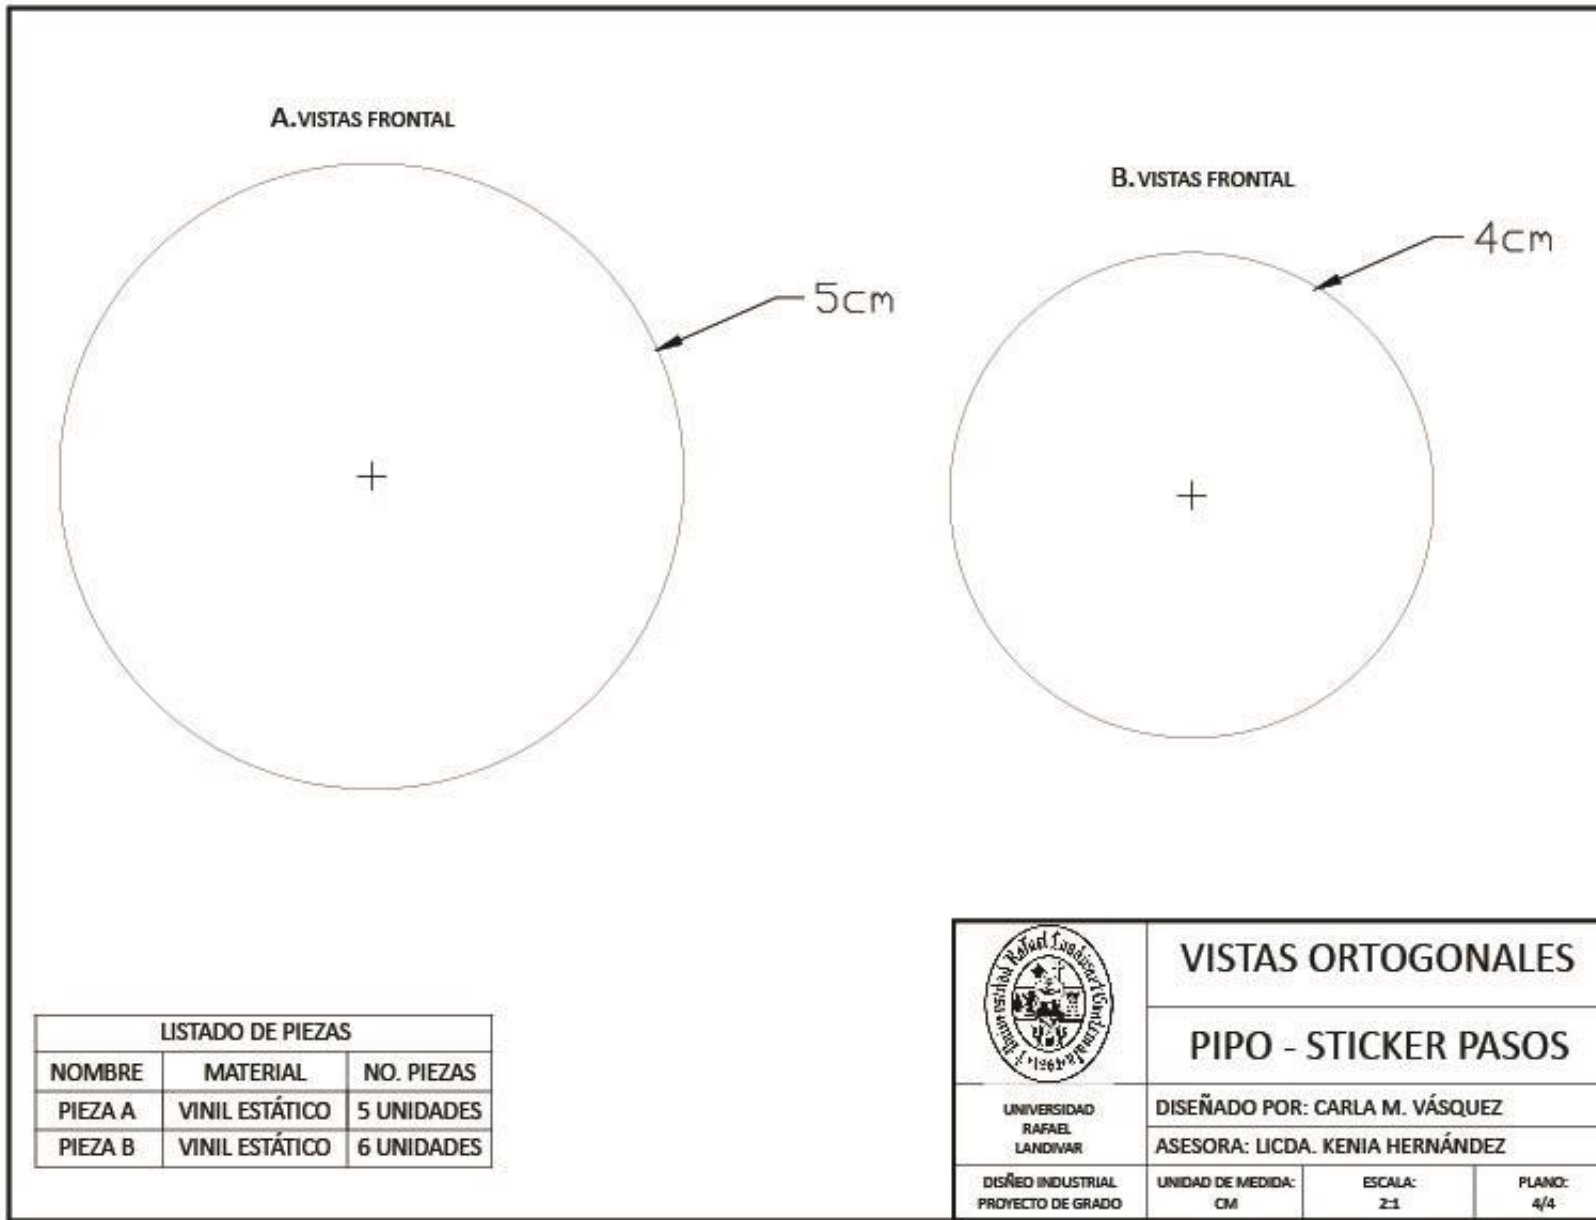 A.VISTAS FRONTAL
B.VISTAS FRONTAL
4cm
5cm
LISTADO DE PIEZAS
NOMBRE MATERIAL NO. PIEZAS
PIEZA A VINIL ESTÁTICO 5 UNIDADES
PIEZA B VINIL ESTÁTICO 6 UNIDADES
VISTAS ORTOGONALES
PIPO - STICKER PASOS
UNIVERSIDAD
RAFAEL
LANDIVAR
DISEÑADO POR: CARLA M. VÁSQUEZ
ASESORA: LICDA. KENIA HERNÁNDEZ
DISÑEO INDUSTRIAL
PROYECTO DE GRADO
UNIDAD DE MEDIDA:
CM
ESCALA:
2:1
PLANO:
4/4